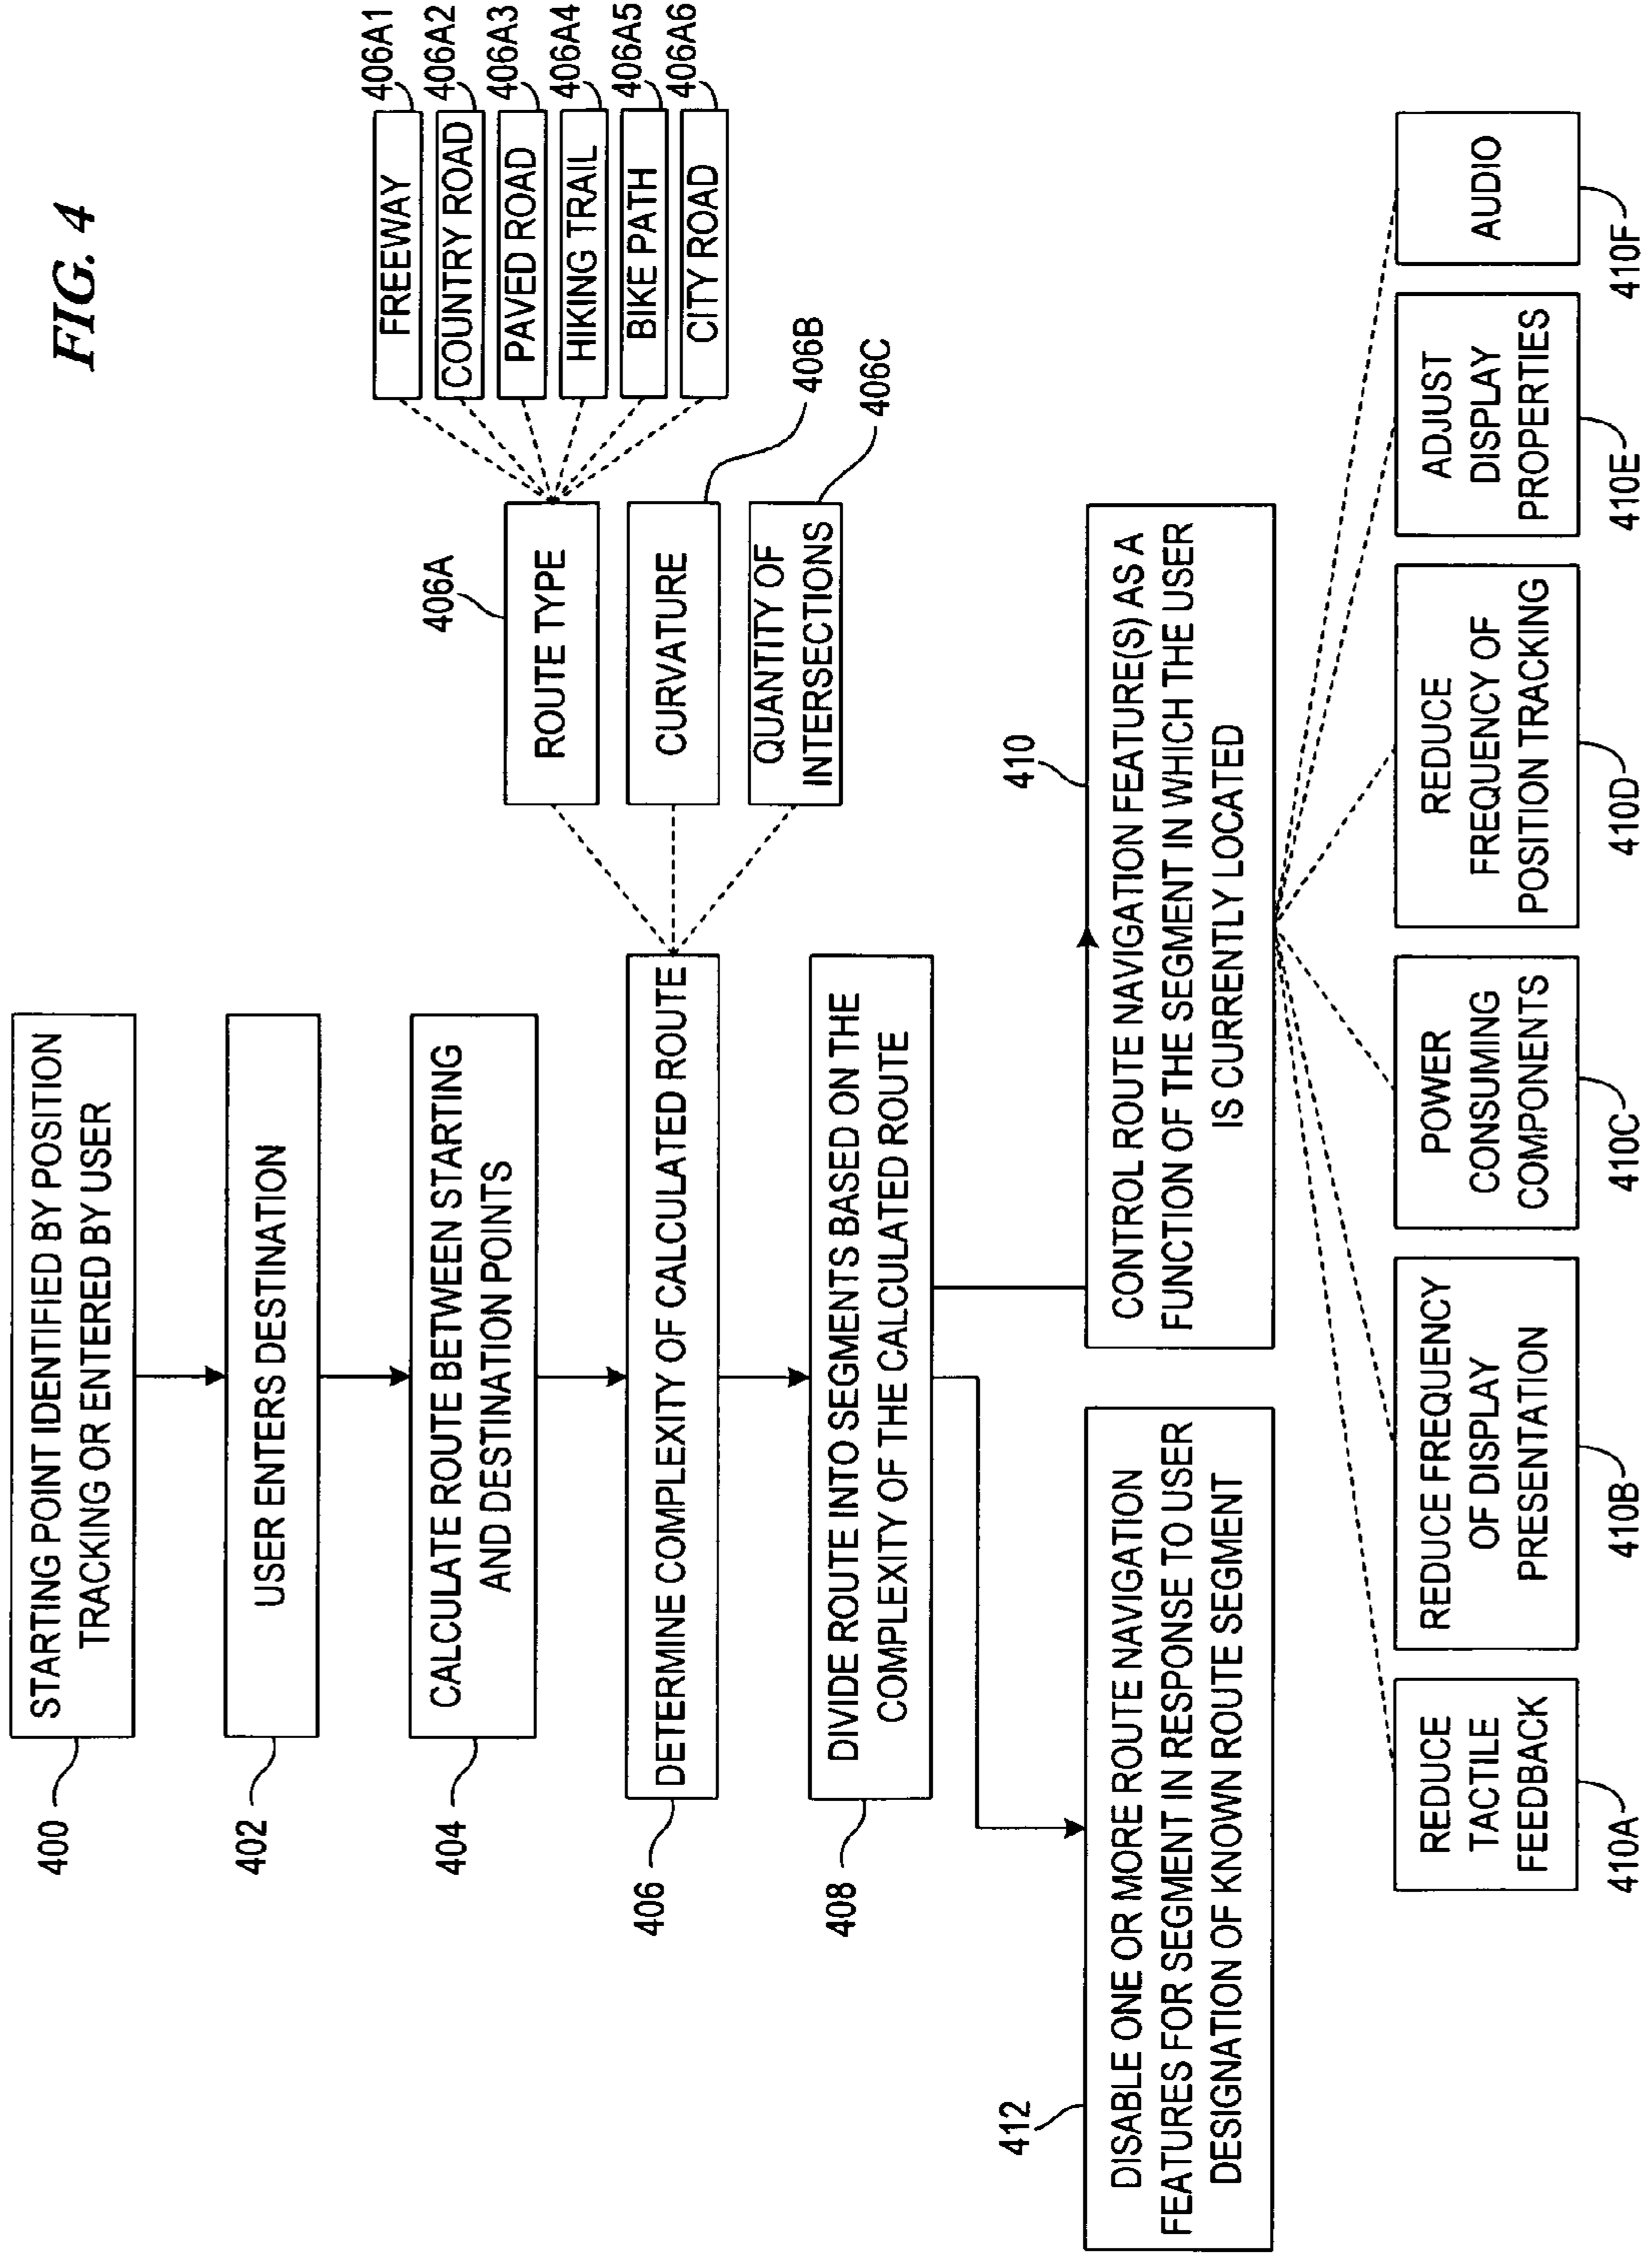 FIG. 4
STARTING POINT IDENTIFIED BY POSITION
TRACKING OR ENTERED BY USER
400
USER ENTERS DESTINATION
402
CALCULATE ROUTE BETWEEN STARTING
AND DESTINATION POINTS
404
DETERMINE COMPLEXITY OF CALCULATED ROUTE
406
ROUTE TYPE
406A
FREEWAY
406A1
COUNTRY ROAD
406A2
PAVED ROAD
406A3
HIKING TRAIL
406A4
BIKE PATH
406A5
CITY ROAD
406A6
CURVATURE
406B
QUANTITY OF
INTERSECTIONS
406C
DIVIDE ROUTE INTO SEGMENTS BASED ON THE
COMPLEXITY OF THE CALCULATED ROUTE
408
DISABLE ONE OR MORE ROUTE NAVIGATION
FEATURES FOR SEGMENT IN RESPONSE TO USER
DESIGNATION OF KNOWN ROUTE SEGMENT
412
CONTROL ROUTE NAVIGATION FEATURE(S) AS A
FUNCTION OF THE SEGMENT IN WHICH THE USER
IS CURRENTLY LOCATED
410
REDUCE
TACTILE
FEEDBACK
410A
REDUCE FREQUENCY
OF DISPLAY
PRESENTATION
410B
POWER
CONSUMING
COMPONENTS
410C
REDUCE
FREQUENCY OF
POSITION TRACKING
410D
ADJUST
DISPLAY
PROPERTIES
410E
AUDIO
410F